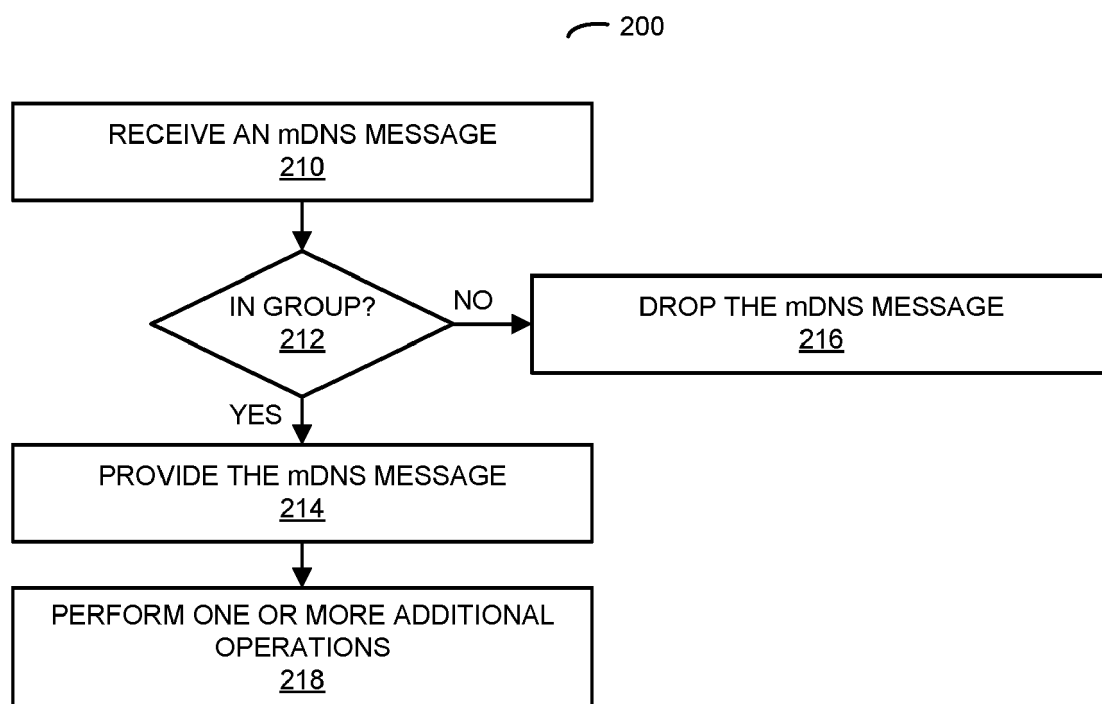 200
RECEIVE AN mDNS MESSAGE
210
IN GROUP?
212
NO
DROP THE mDNS MESSAGE
216
YES
PROVIDE THE mDNS MESSAGE
214
PERFORM ONE OR MORE ADDITIONAL
OPERATIONS
218